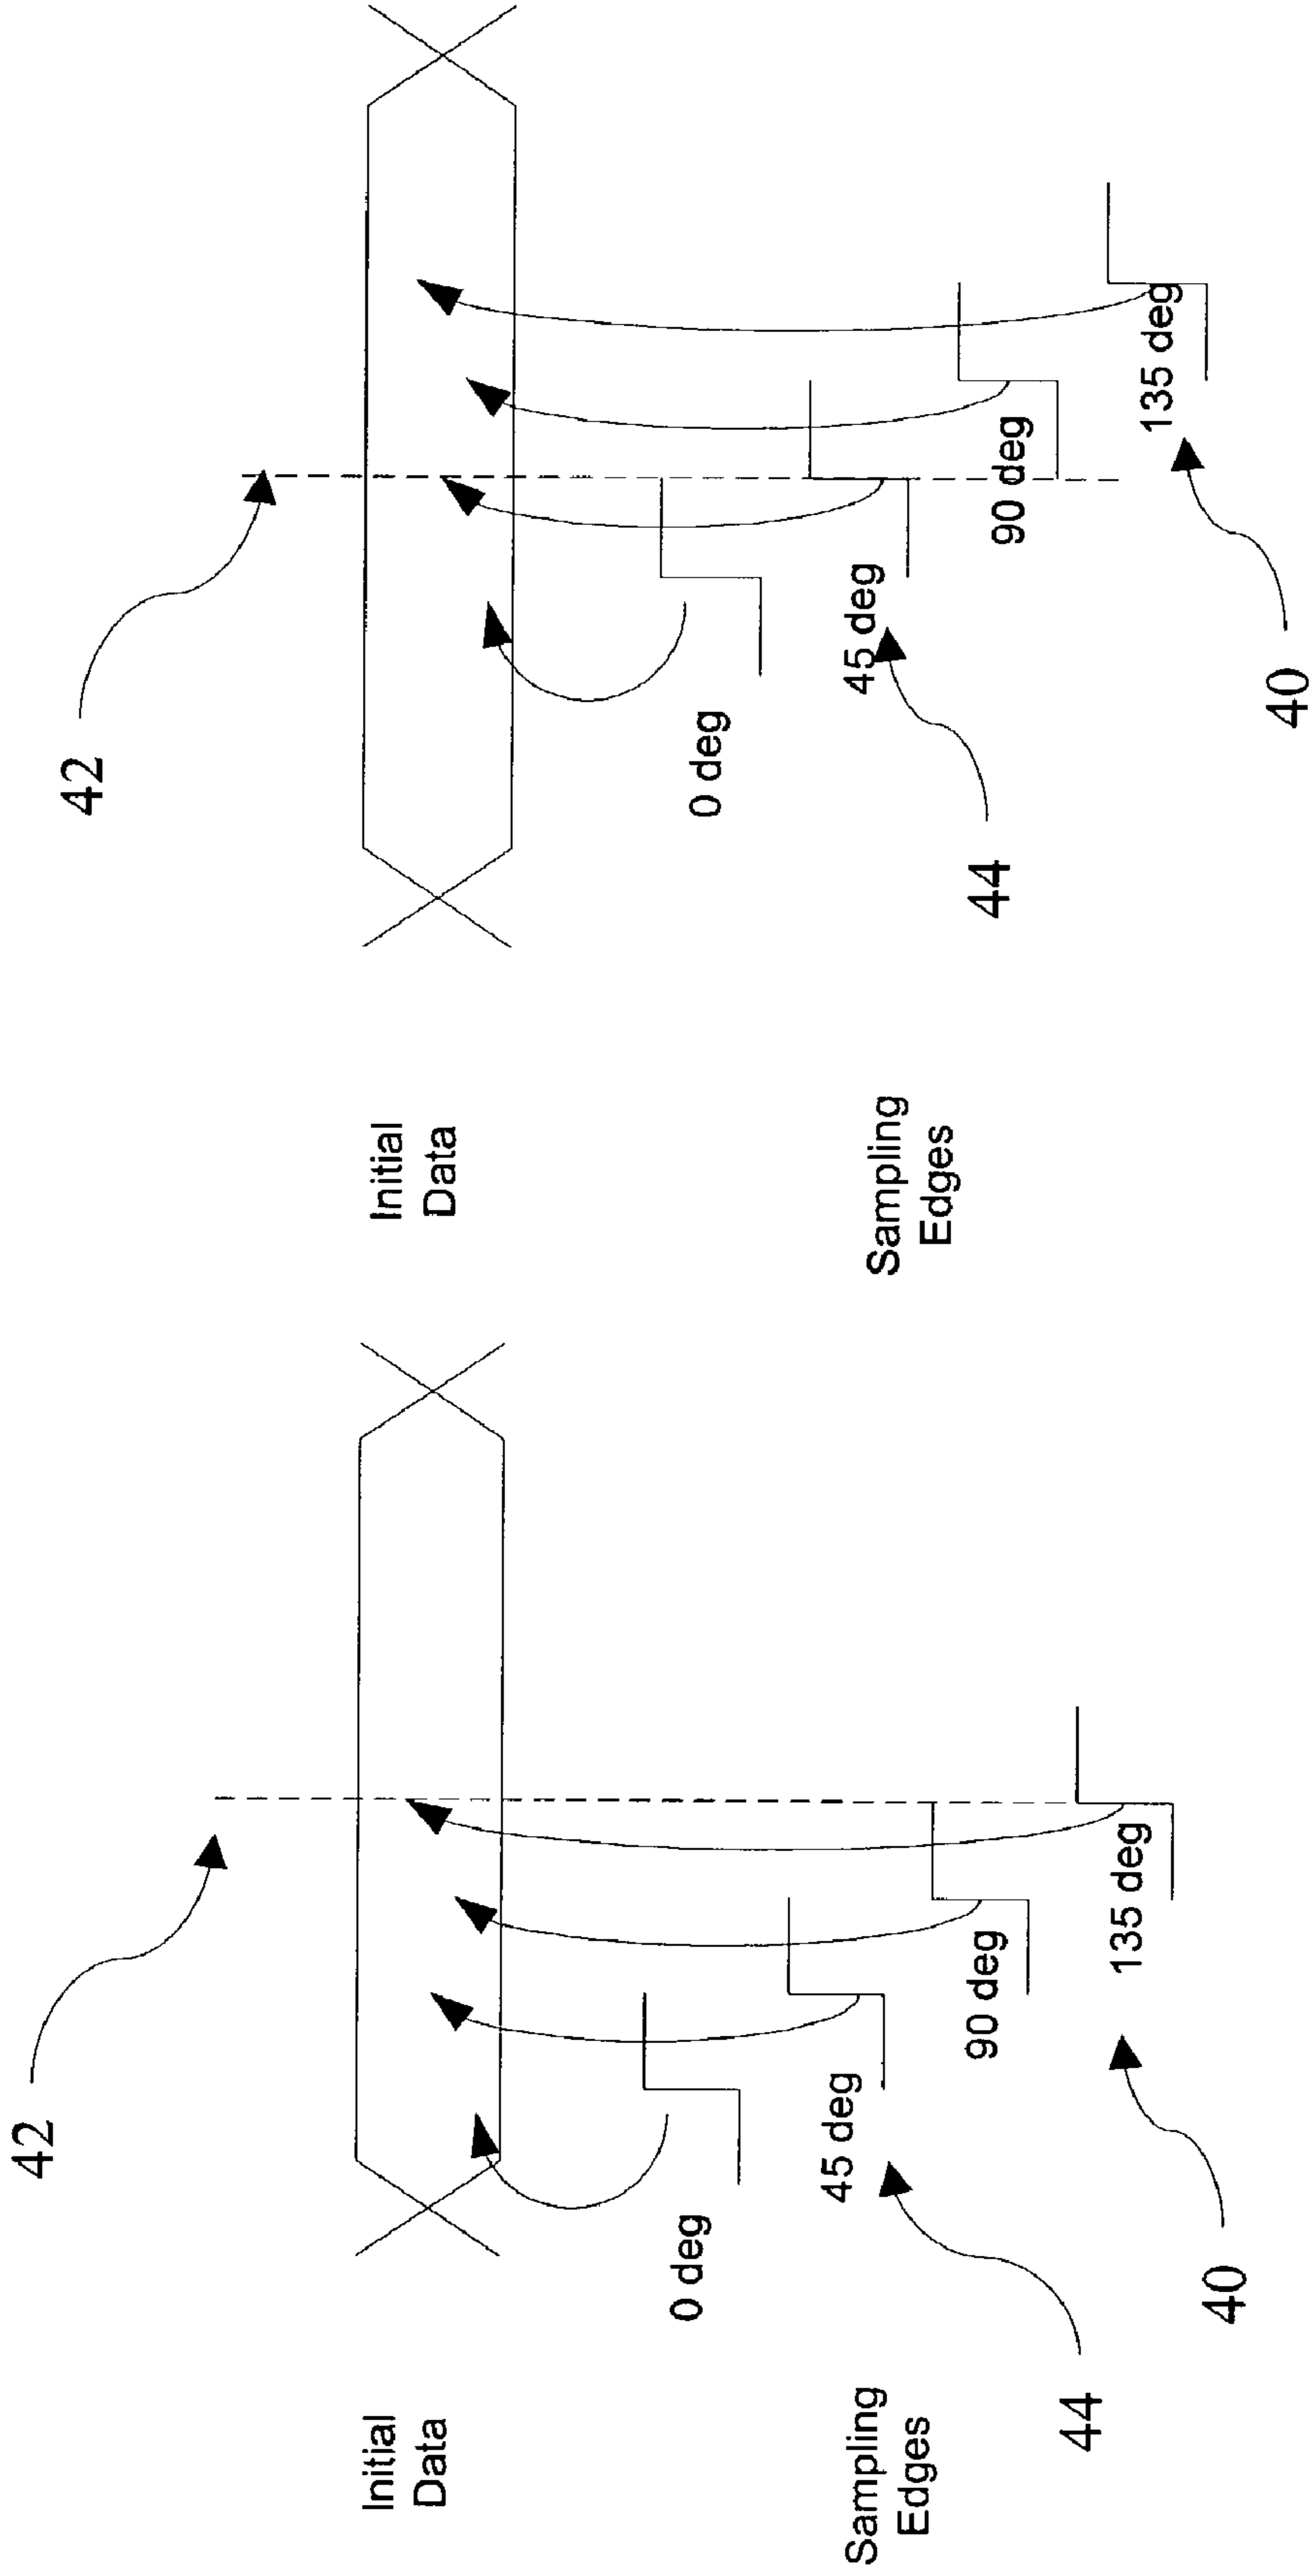 42
Initial
Data
0 deg
45 deg
90 deg
135 deg
Sampling
Edges
44
40
42
Initial
Data
0 deg
45 deg
90 deg
135 deg
Sampling
Edges
44
40